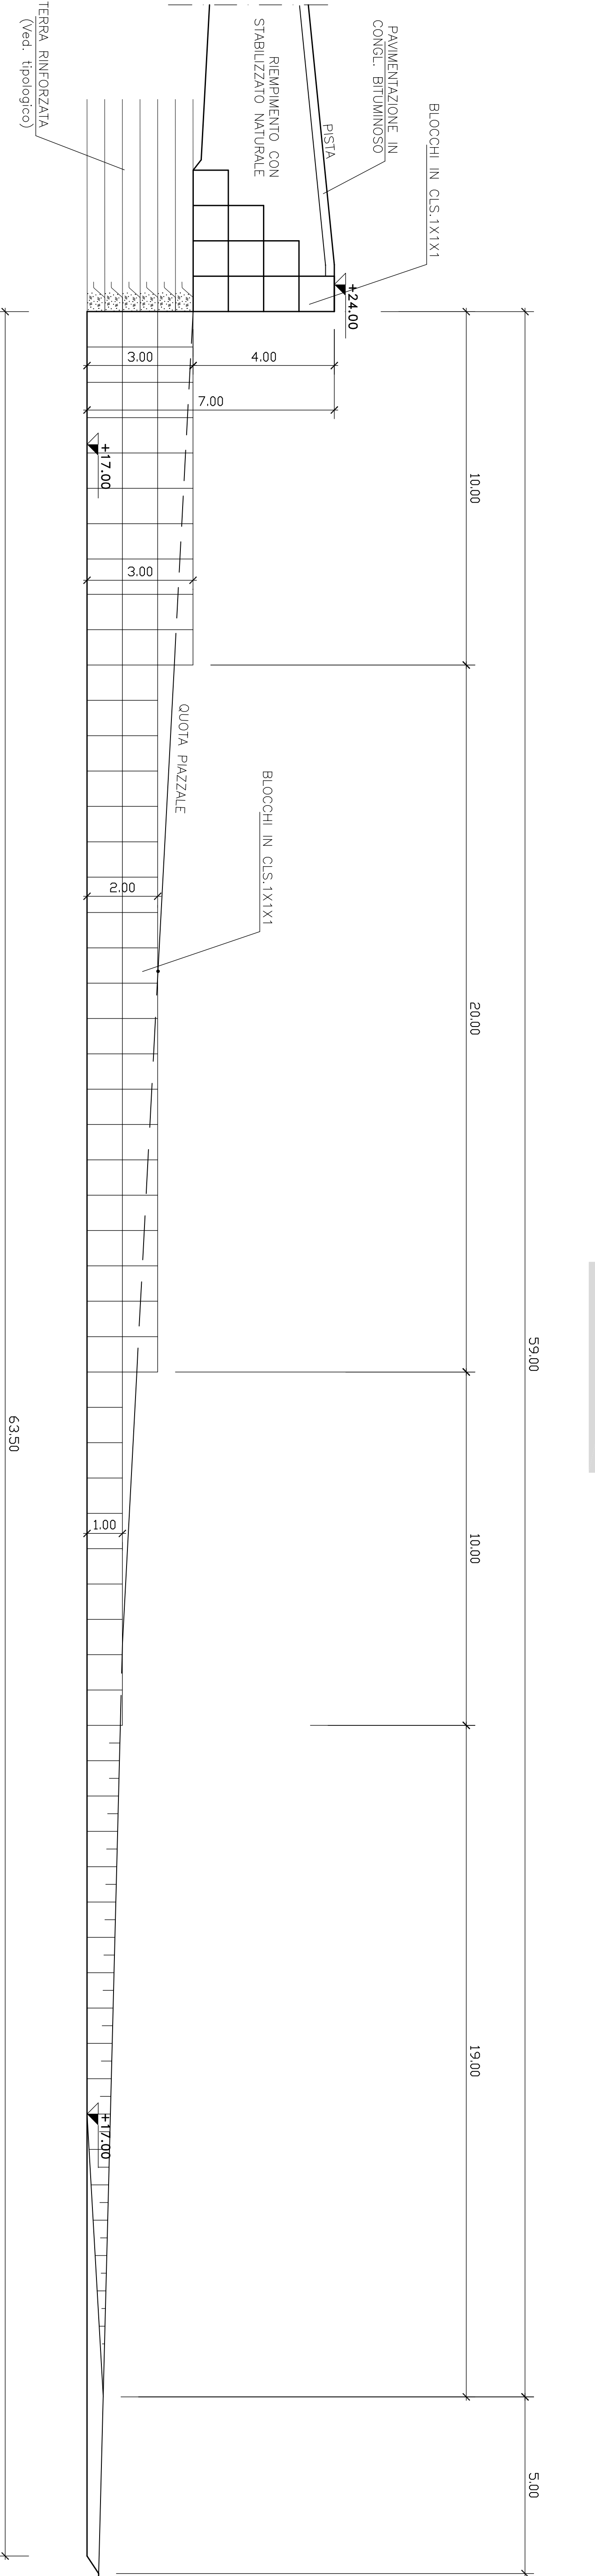 TERRA RINFORZATA
(Ved. tipologico)
RIEMPIMENTO CON
STABILIZZATO NATURALE
PISTA
PAVIMENTAZIONE IN
CONGL. BITUMINOSO
BLOCCHI IN CLS.1X1X1
+24.00
3.00
4.00
7.00
+17.00
10.00
3.00
QUOTA PIAZZALE
BLOCCHI IN CLS.1X1X1
2.00
20.00
59.00
63.50
1.00
10.00
19.00
+17.00
5.00